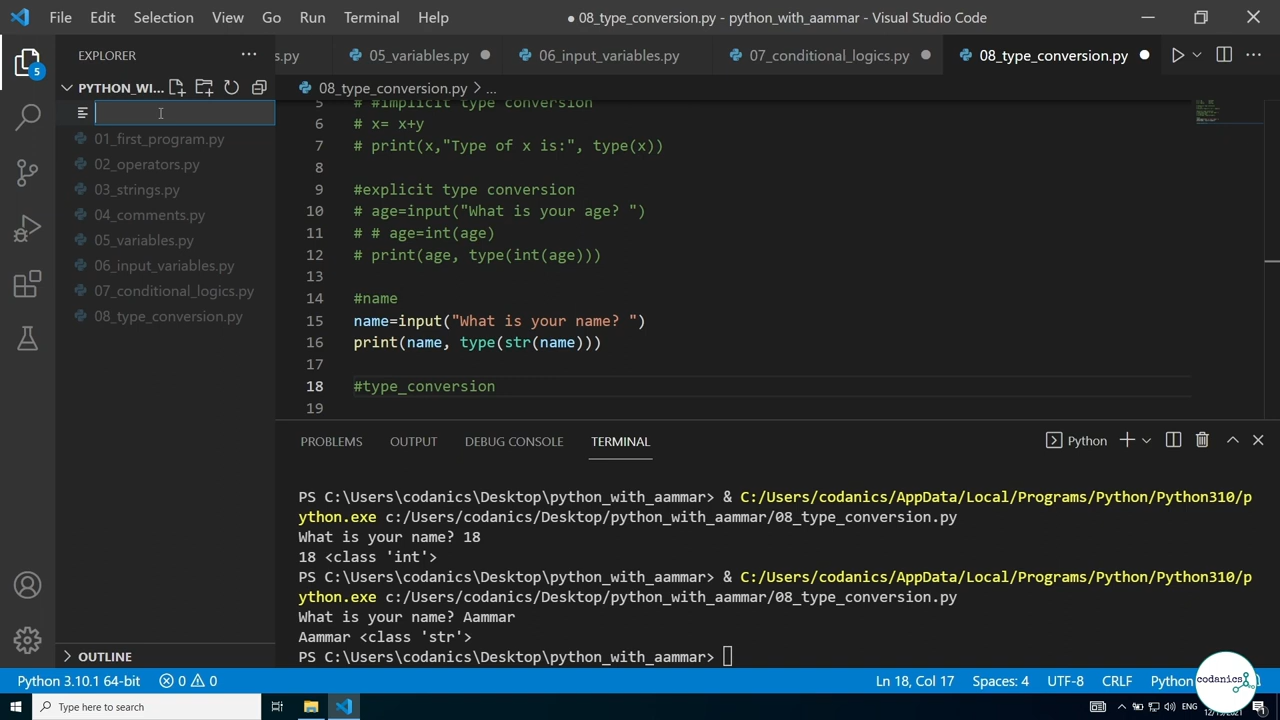 File Edit Selection View Go Run Terminal Help ● 08_type_conversion.py - python_with_aammar - Visual Studio Code
EXPLORER ··· s.py 05_variables.py ● 06_input_variables.py 07_conditional_logics.py ● 08_type_conversion.py ●
5
PYTHON_WI...
08_type_conversion.py > ...
01_first_program.py
02_operators.py
03_strings.py
04_comments.py
05_variables.py
06_input_variables.py
07_conditional_logics.py
08_type_conversion.py
OUTLINE
5 # #implicit type conversion
6 # x= x+y
7 # print(x,"Type of x is:", type(x))
8
9 #explicit type conversion
10 # age=input("What is your age? ")
11 # # age=int(age)
12 # print(age, type(int(age)))
13
14 #name
15 name=input("What is your name? ")
16 print(name, type(str(name)))
17
18 #type_conversion
19
PROBLEMS OUTPUT DEBUG CONSOLE TERMINAL Python
PS C:\Users\codanics\Desktop\python_with_aammar> & C:/Users/codanics/AppData/Local/Programs/Python/Python310/p
ython.exe c:/Users/codanics/Desktop/python_with_aammar/08_type_conversion.py
What is your name? 18
18 <class 'int'>
PS C:\Users\codanics\Desktop\python_with_aammar> & C:/Users/codanics/AppData/Local/Programs/Python/Python310/p
ython.exe c:/Users/codanics/Desktop/python_with_aammar/08_type_conversion.py
What is your name? Aammar
Aammar <class 'str'>
PS C:\Users\codanics\Desktop\python_with_aammar>
Python 3.10.1 64-bit 0 0 Ln 18, Col 17 Spaces: 4 UTF-8 CRLF Python
codanics
Type here to search ENG